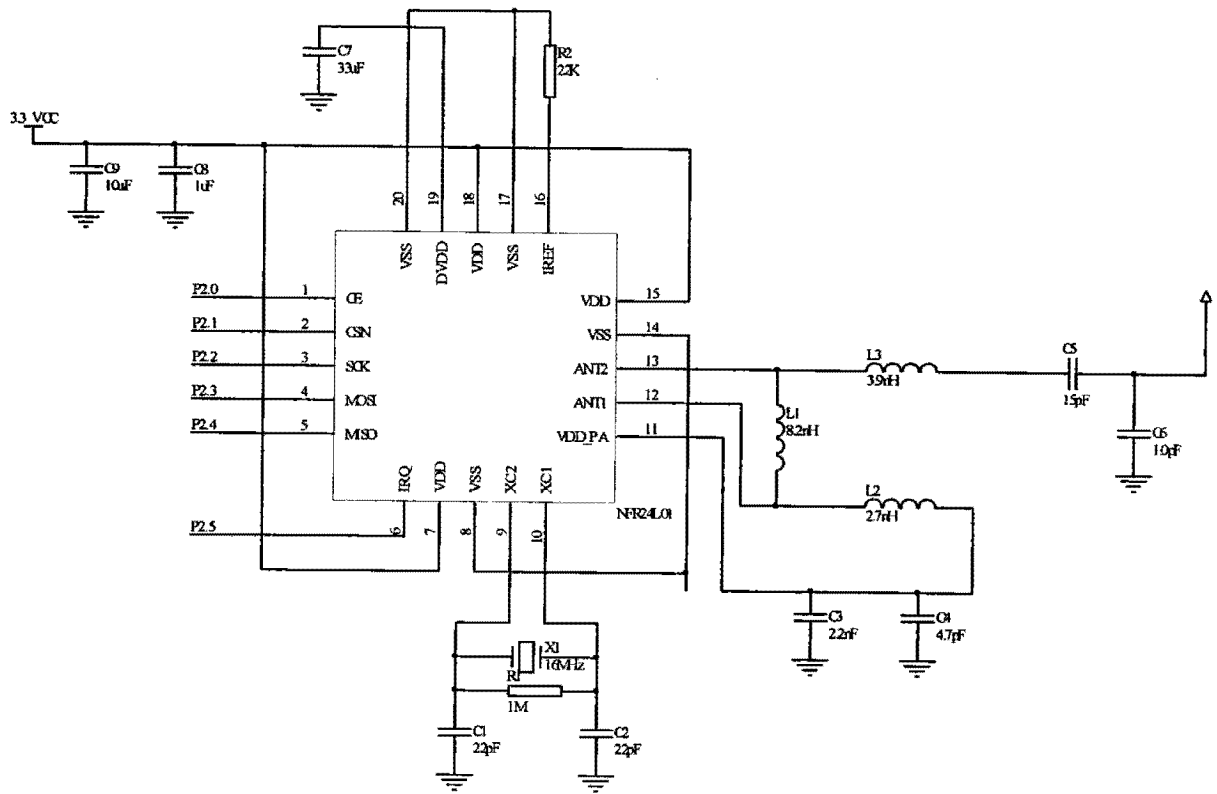 C7
33uF
R2
22K
3.3 VCC
C9
10uF
C8
1uF
20
19
18
17
16
VSS
DVDD
VDD
VSS
IREF
P2.0
1
CE
VDD
15
P2.1
2
CSN
VSS
14
P2.2
3
SCK
ANT2
13
P2.3
4
MOSI
ANT1
12
P2.4
5
MISO
VDD_PA
11
L3
3.9nH
C5
15pF
L1
8.2nH
C6
1.0pF
IRQ
VDD
VSS
XC2
XC1
NFR24L01
L2
2.7nH
P2.5
6
7
8
9
10
C3
2.2nF
C4
4.7pF
X1
16MHz
R1
1M
C1
22pF
C2
22pF